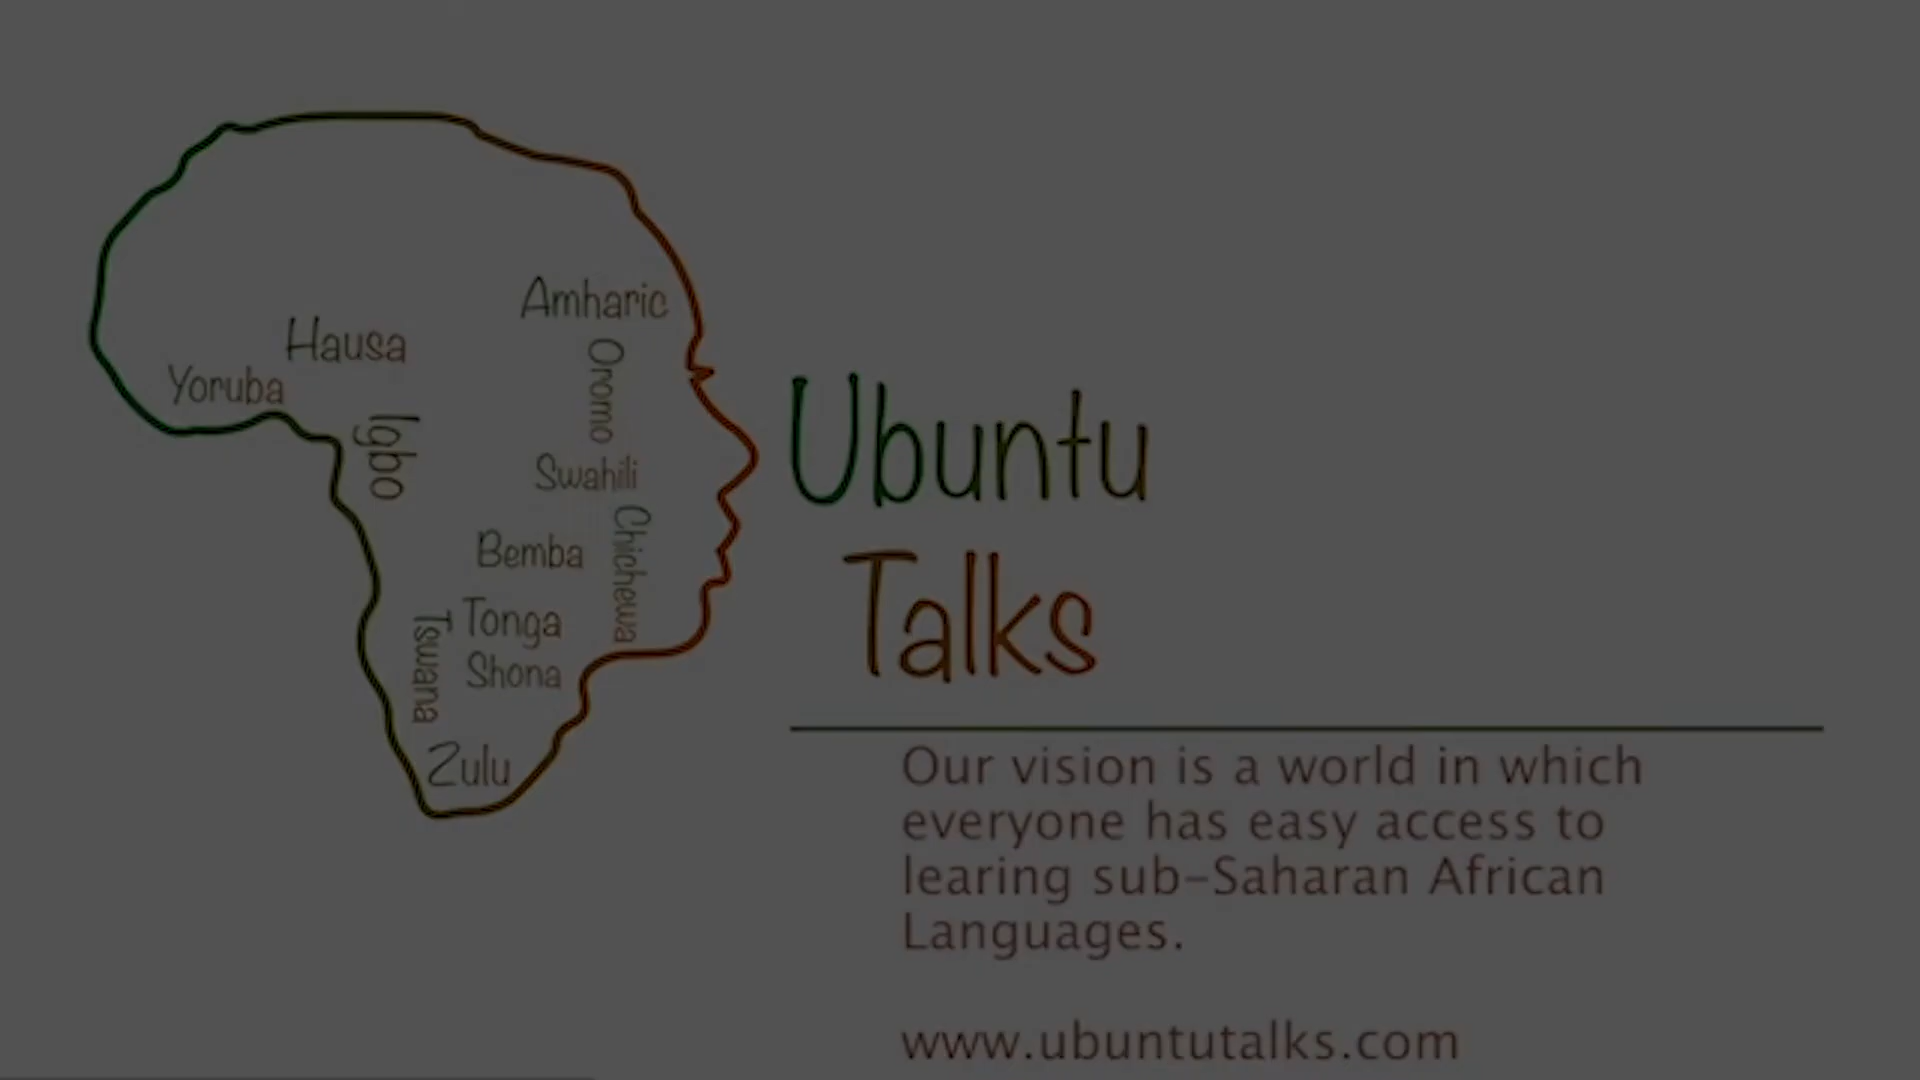 Amharic
Hausa
Oromo
Yoruba
Igbo
Swahili
Chichewa
Bemba
Tonga
Tswana
Shona
Zulu
Ubuntu
Talks
Our vision is a world in which
everyone has easy access to
learing sub-Saharan African
Languages.
www.ubuntutalks.com